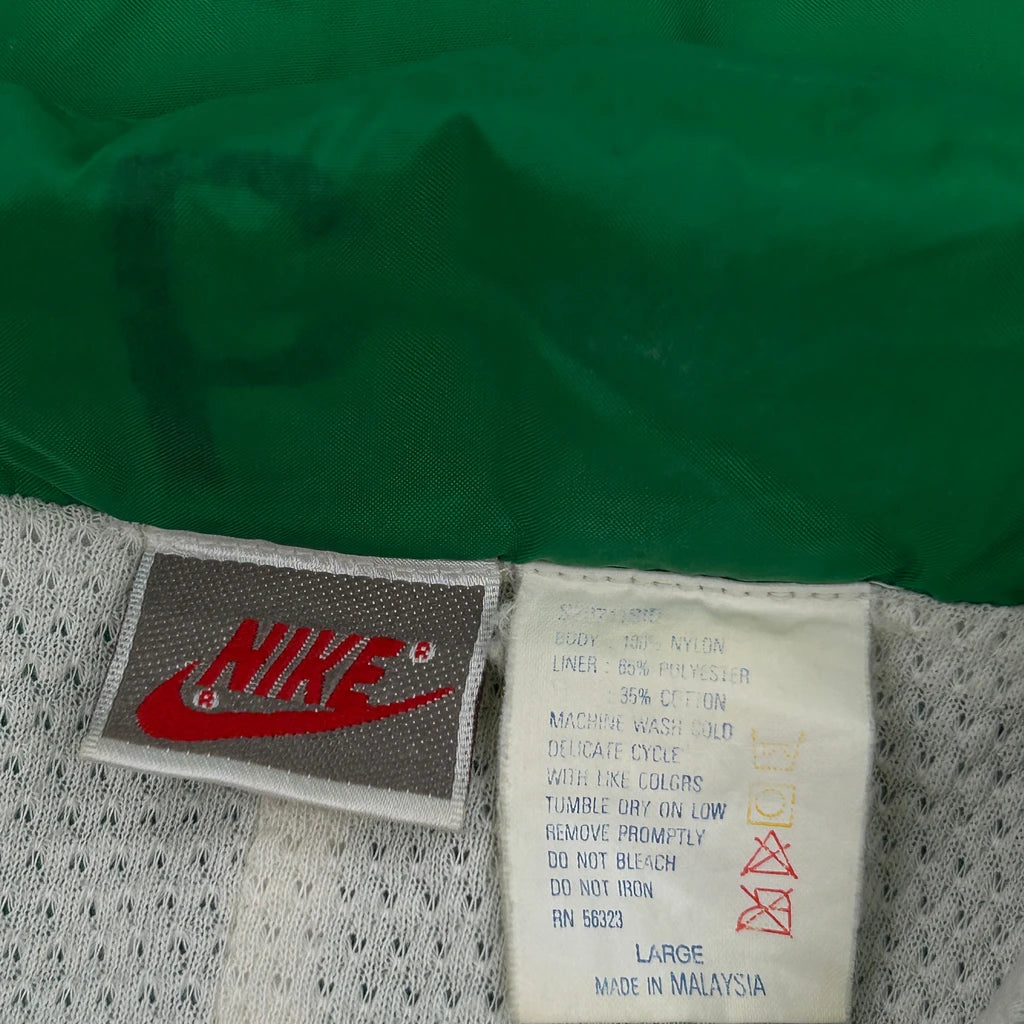 NIKE
BODY : 100% NYLON
LINER : 65% POLYESTER
: 35% COTTON
MACHINE WASH COLD
DELICATE CYCLE
WITH LIKE COLORS
TUMBLE DRY ON LOW
REMOVE PROMPTLY
DO NOT BLEACH
DO NOT IRON
RN 56323
LARGE
MADE IN MALAYSIA